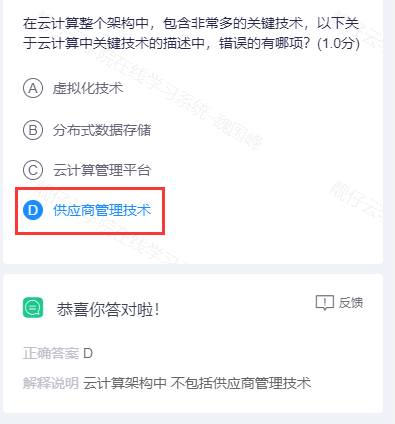 在云计算整个架构中，包含非常多的关键技术，以下关
于云计算中关键技术的描述中，错误的有哪项？(1.0分)
A 虚拟化技术
B 分布式数据存储
C 云计算管理平台
D 供应商管理技术
恭喜你答对啦！
反馈
正确答案 D
解释说明 云计算架构中 不包括供应商管理技术